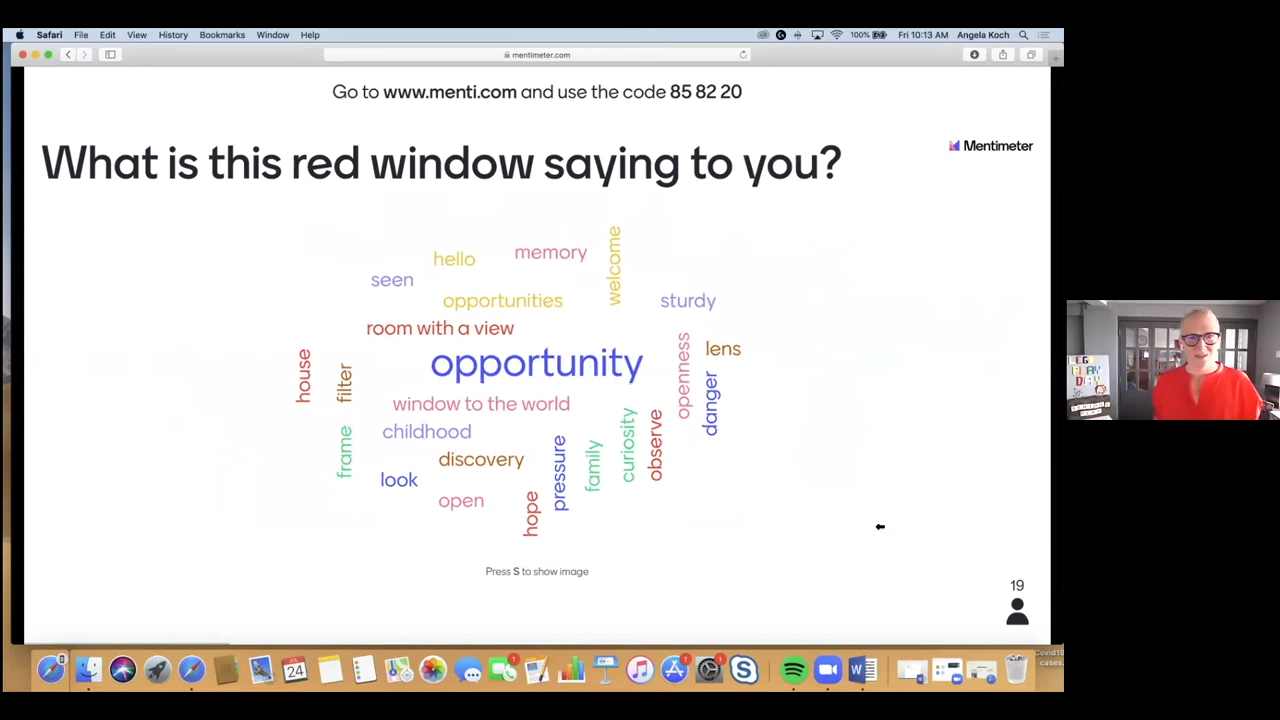 Safari File Edit View History Bookmarks Window Help
100% Fri 10:13 AM Angela Koch
mentimeter.com
Go to www.menti.com and use the code 85 82 20
What is this red window saying to you?
Mentimeter
hello
memory
welcome
seen
opportunities
sturdy
room with a view
house
filter
opportunity
openness
lens
danger
window to the world
childhood
frame
discovery
look
open
hope
pressure
family
curiosity
observe
Press S to show image
19
24
Covid19
cases.